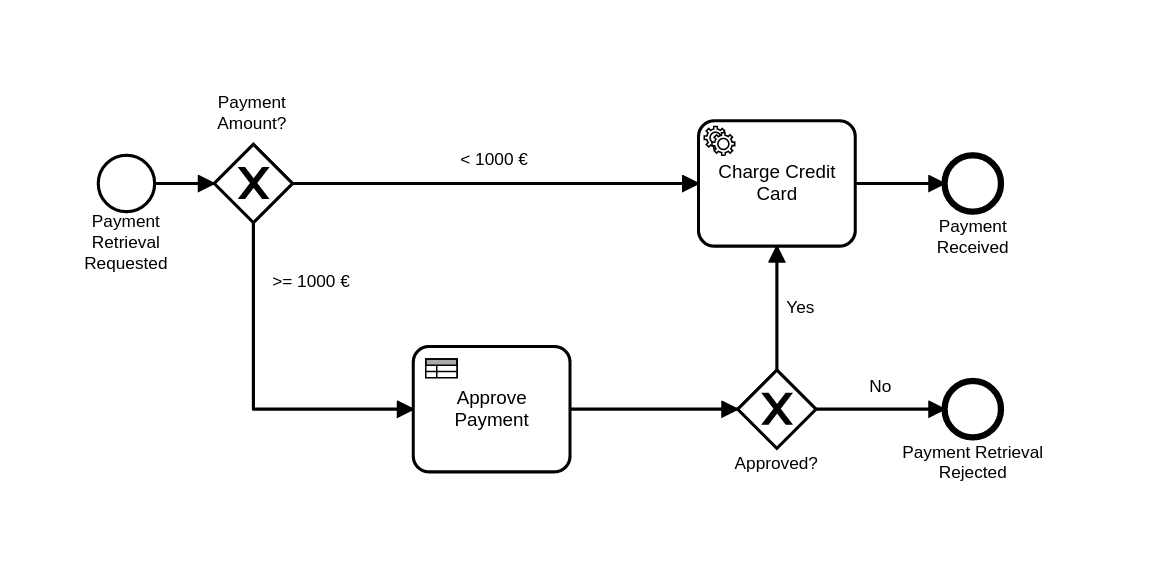 Payment
Amount?
Payment
Retrieval
Requested
< 1000 €
>= 1000 €
Charge Credit
Card
Payment
Received
Yes
Approve
Payment
Approved?
No
Payment Retrieval
Rejected